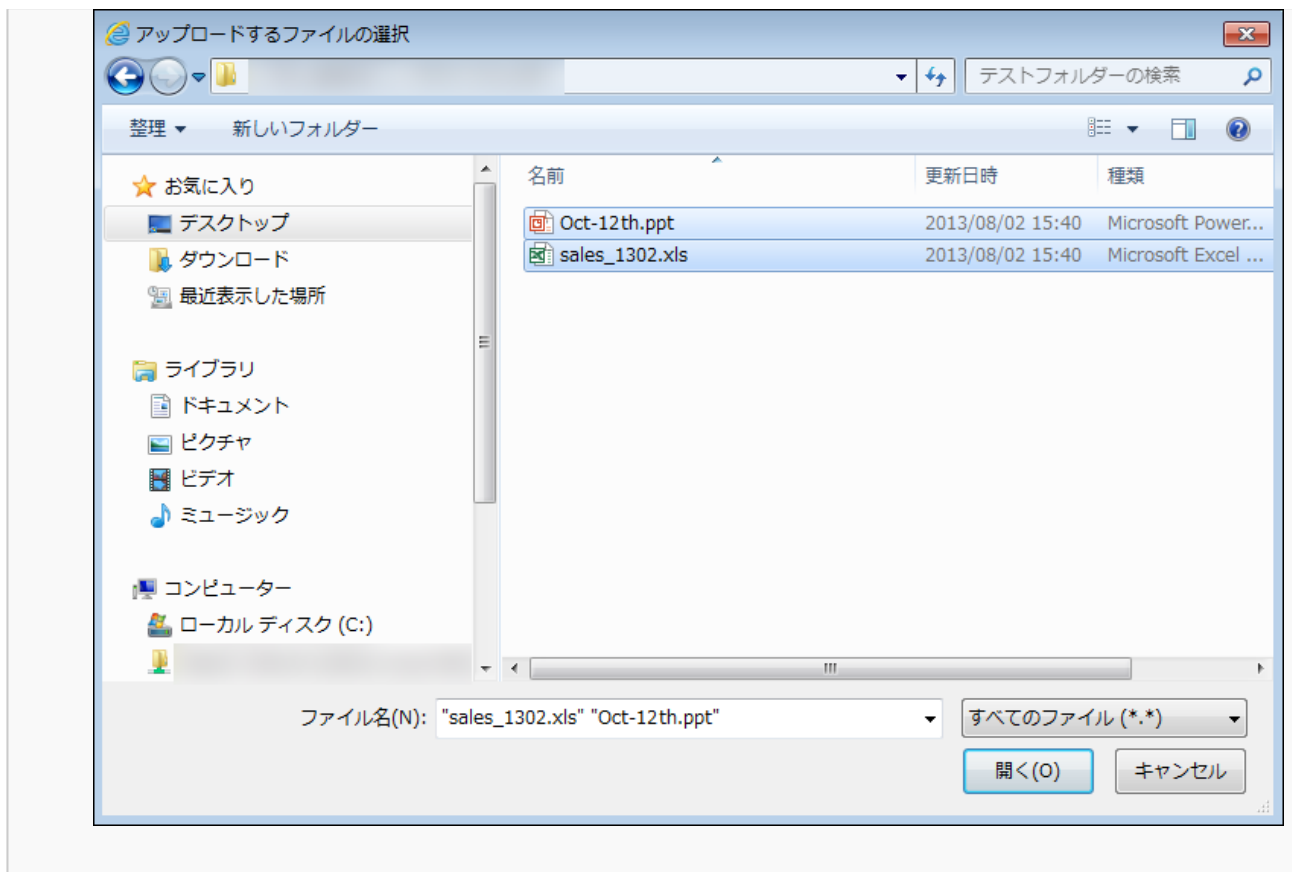 アップロードするファイルの選択
テストフォルダーの検索
整理 新しいフォルダー
お気に入り
デスクトップ
ダウンロード
最近表示した場所
ライブラリ
ドキュメント
ピクチャ
ビデオ
ミュージック
コンピューター
ローカル ディスク (C:)
名前 更新日時 種類
Oct-12th.ppt 2013/08/02 15:40 Microsoft Power...
sales_1302.xls 2013/08/02 15:40 Microsoft Excel ...
ファイル名(N): "sales_1302.xls" "Oct-12th.ppt" すべてのファイル (*.*)
開く(O) キャンセル